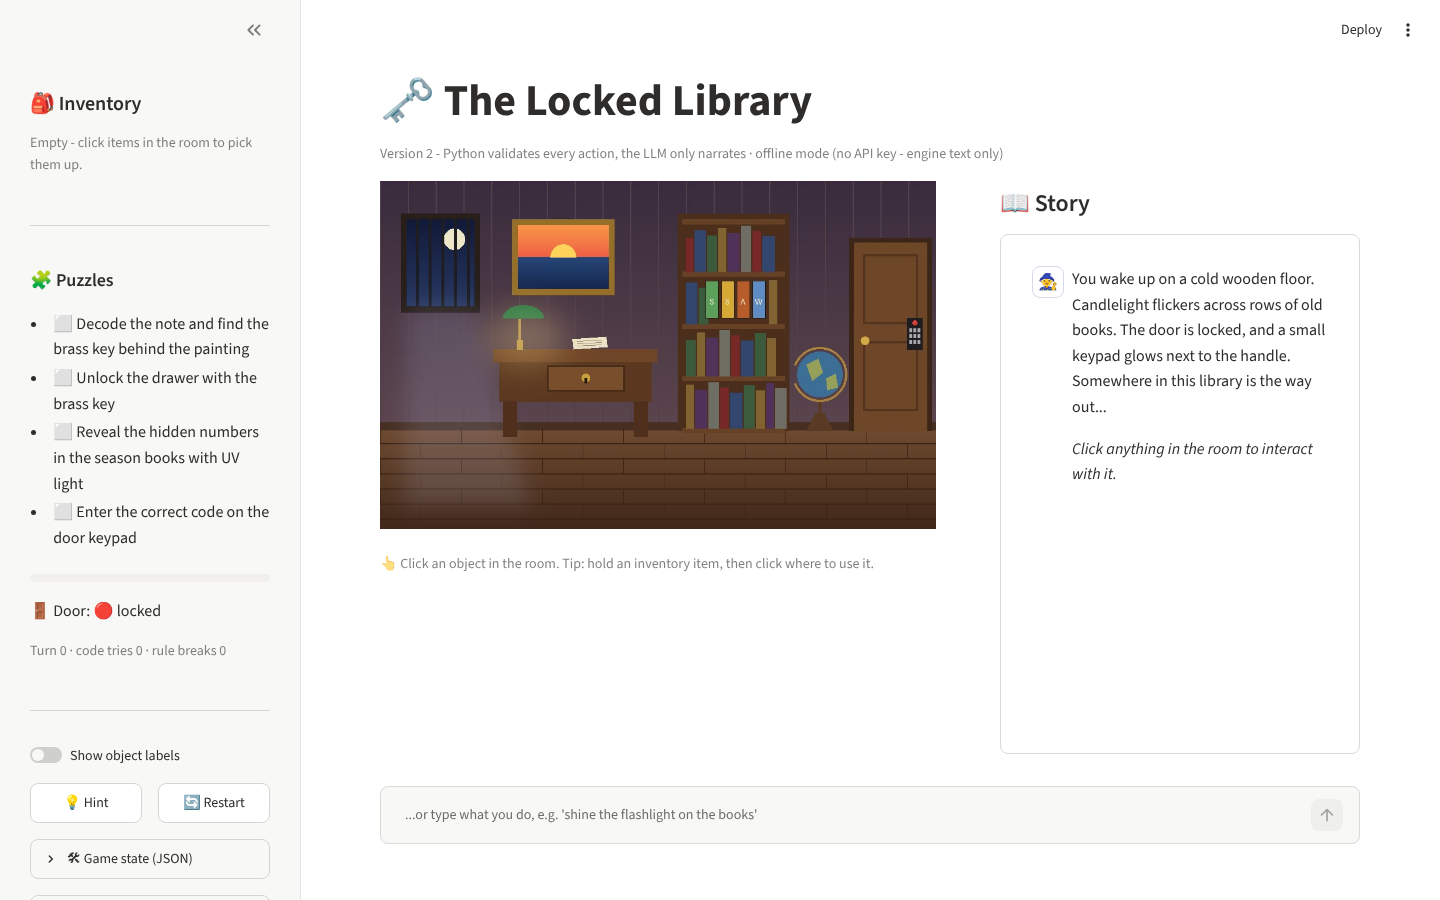 Deploy
🎒 Inventory
Empty - click items in the room to pick
them up.
🧩 Puzzles
⬜ Decode the note and find the
brass key behind the painting
⬜ Unlock the drawer with the
brass key
⬜ Reveal the hidden numbers
in the season books with UV
light
⬜ Enter the correct code on the
door keypad
🚪 Door: 🔴 locked
Turn 0 · code tries 0 · rule breaks 0
Show object labels
💡 Hint
🔄 Restart
🛠 Game state (JSON)
🗝️ The Locked Library
Version 2 - Python validates every action, the LLM only narrates · offline mode (no API key - engine text only)
S S A W
👆 Click an object in the room. Tip: hold an inventory item, then click where to use it.
📖 Story
You wake up on a cold wooden floor.
Candlelight flickers across rows of old
books. The door is locked, and a small
keypad glows next to the handle.
Somewhere in this library is the way
out...
Click anything in the room to interact
with it.
...or type what you do, e.g. 'shine the flashlight on the books'